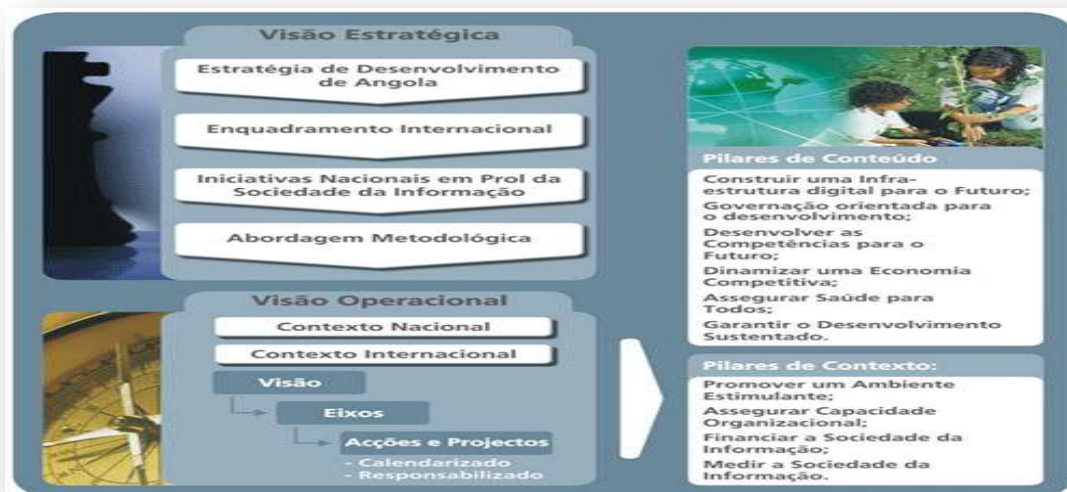 Visão Estratégica
Estratégia de Desenvolvimento
de Angola
Enquadramento Internacional
Iniciativas Nacionais em Prol da
Sociedade da Informação
Abordagem Metodológica
Visão Operacional
Contexto Nacional
Contexto Internacional
Visão
Eixos
Acções e Projectos
- Calendarizado
- Responsabilizado
Pilares de Conteúdo
Construir uma Infra-
estrutura digital para o Futuro;
Governação orientada para
o desenvolvimento;
Desenvolver as
Competências para o
Futuro;
Dinamizar uma Economia
Competitiva;
Assegurar Saúde para
Todos;
Garantir o Desenvolvimento
Sustentado.
Pilares de Contexto:
Promover um Ambiente
Estimulante;
Assegurar Capacidade
Organizacional;
Financiar a Sociedade da
Informação;
Medir a Sociedade da
Informação.